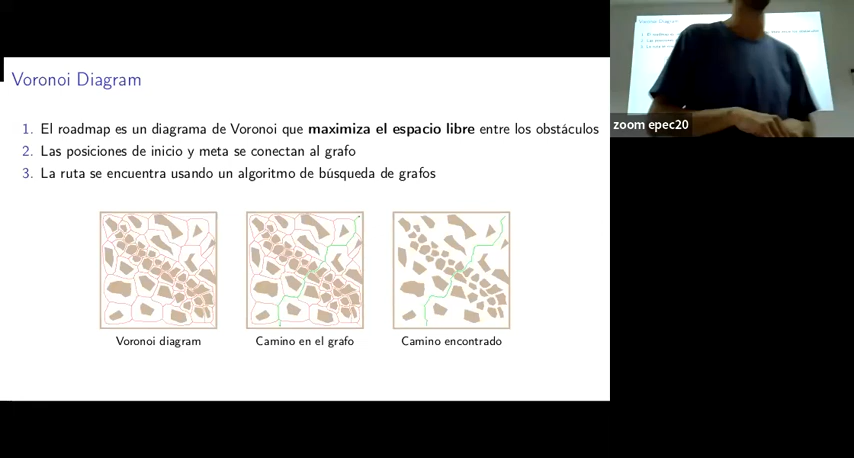 Voronoi Diagram
1. El roadmap es un diagrama de Voronoi que maximiza el espacio libre entre los obstáculos
2. Las posiciones de inicio y meta se conectan al grafo
3. La ruta se encuentra usando un algoritmo de búsqueda de grafos
Voronoi diagram
Camino en el grafo
Camino encontrado
zoom epec20